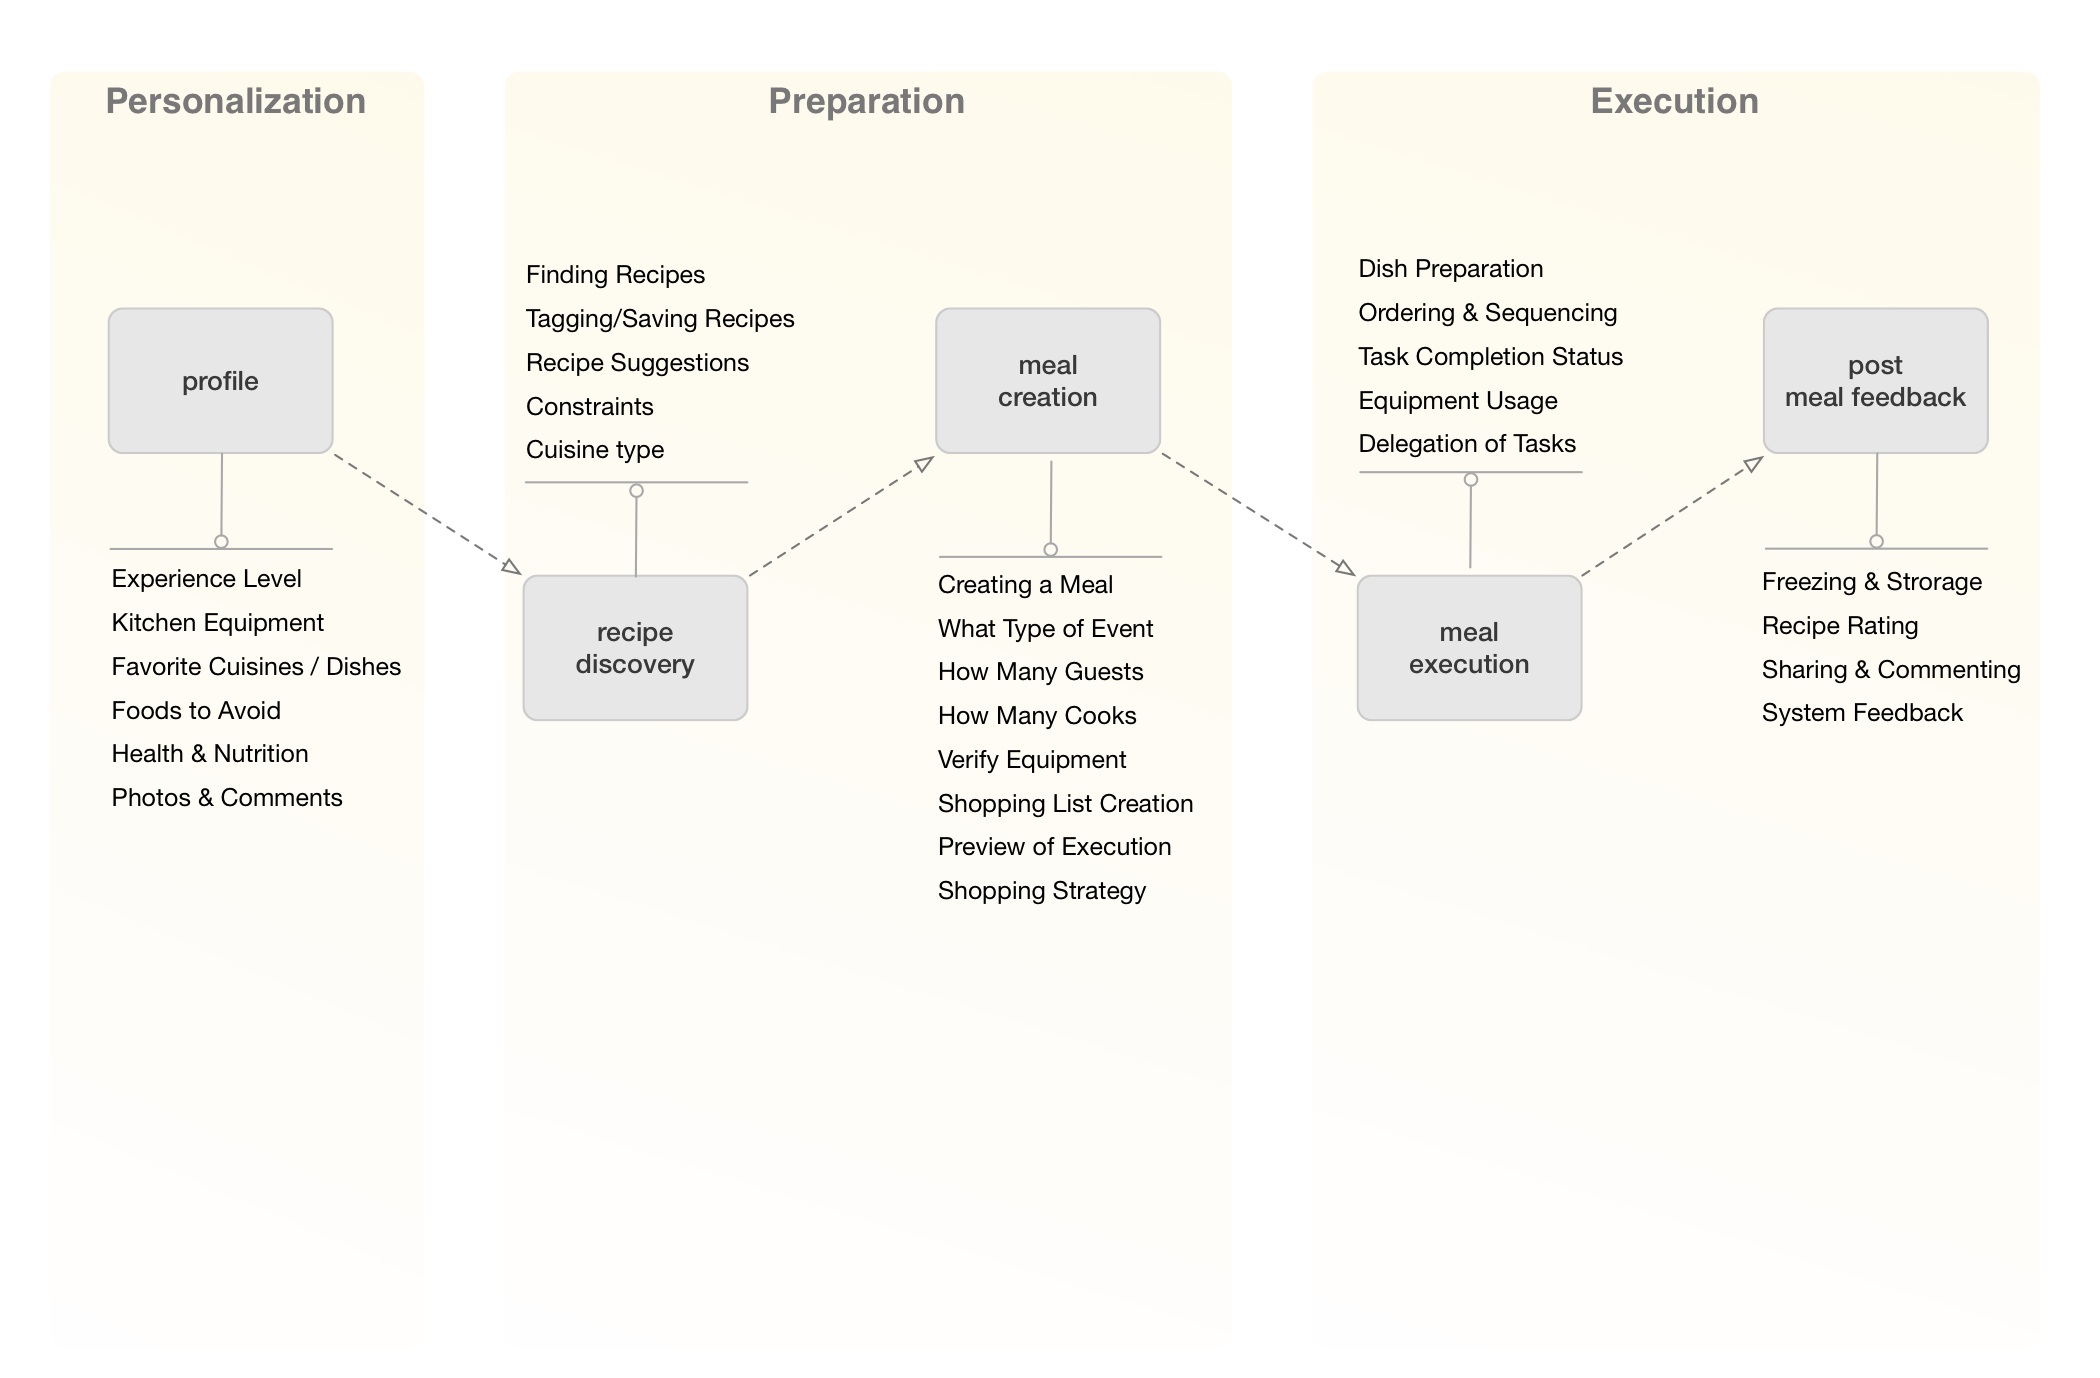 Personalization
profile
Experience Level
Kitchen Equipment
Favorite Cuisines / Dishes
Foods to Avoid
Health & Nutrition
Photos & Comments
Preparation
Finding Recipes
Tagging/Saving Recipes
Recipe Suggestions
Constraints
Cuisine type
recipe
discovery
meal
creation
Creating a Meal
What Type of Event
How Many Guests
How Many Cooks
Verify Equipment
Shopping List Creation
Preview of Execution
Shopping Strategy
Execution
Dish Preparation
Ordering & Sequencing
Task Completion Status
Equipment Usage
Delegation of Tasks
meal
execution
post
meal feedback
Freezing & Strorage
Recipe Rating
Sharing & Commenting
System Feedback